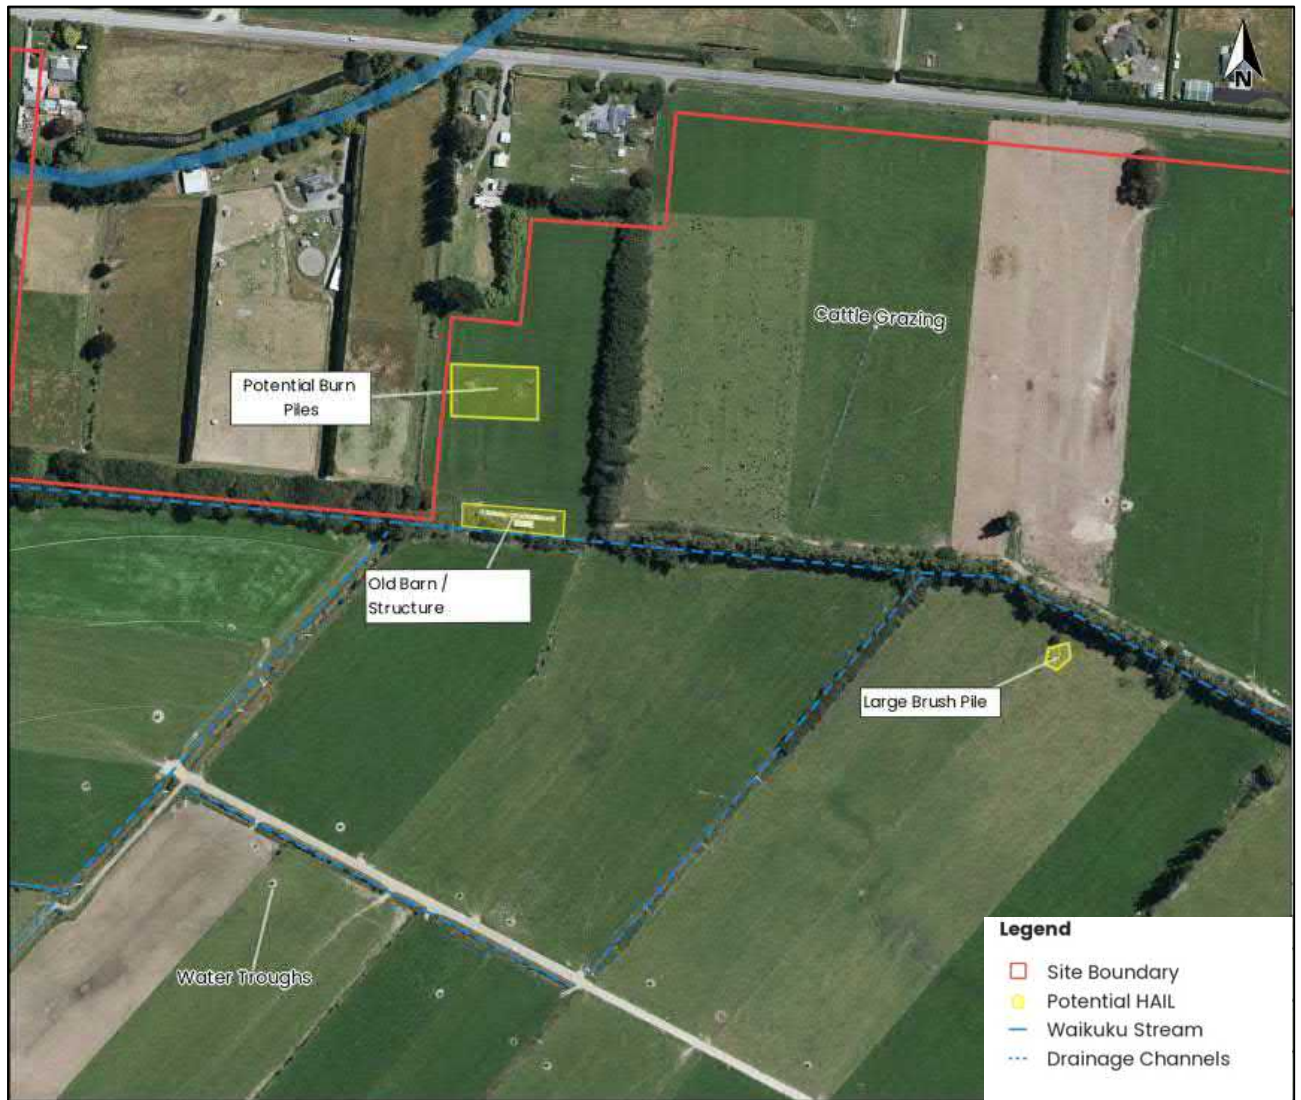 N
Cattle Grazing
Potential Burn
Piles
Old Barn /
Structure
Large Brush Pile
Water Troughs
Legend
Site Boundary
Potential HAIL
Waikuku Stream
Drainage Channels